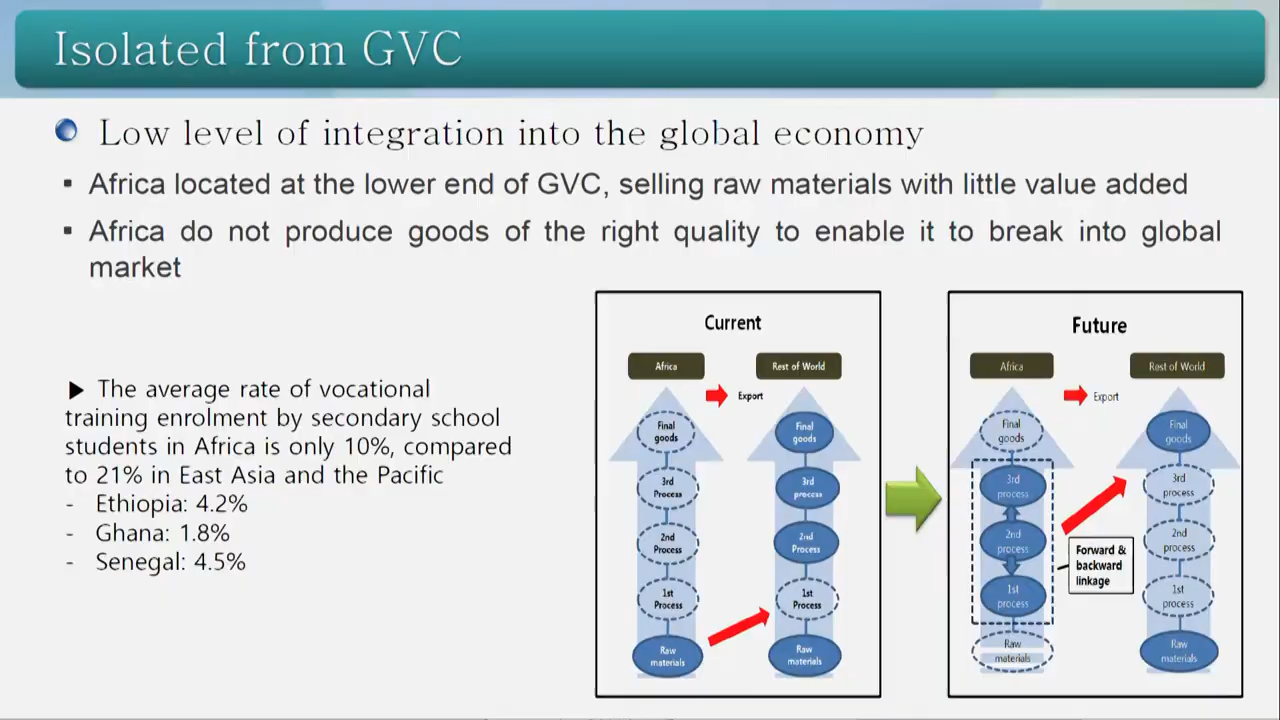 Isolated from GVC
Low level of integration into the global economy
▪ Africa located at the lower end of GVC, selling raw materials with little value added
▪ Africa do not produce goods of the right quality to enable it to break into global
market
▶ The average rate of vocational
training enrolment by secondary school
students in Africa is only 10%, compared
to 21% in East Asia and the Pacific
- Ethiopia: 4.2%
- Ghana: 1.8%
- Senegal: 4.5%
Current
Africa
Rest of World
Export
Final
goods
3rd
Process
2nd
Process
1st
Process
Raw
materials
Final
goods
3rd
process
2nd
Process
1st
Process
Raw
materials
Future
Africa
Rest of World
Export
Final
goods
3rd
process
2nd
process
1st
process
Raw
materials
Forward &
backward
linkage
Final
goods
3rd
process
2nd
process
1st
process
Raw
materials